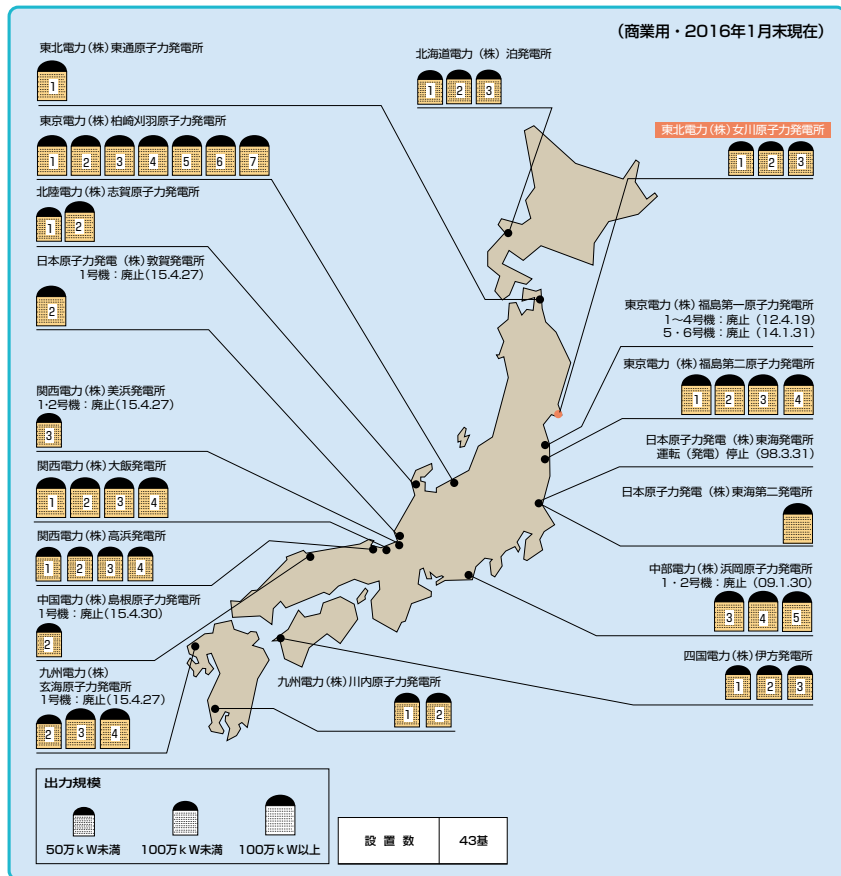 (商業用・2016年1月末現在)
東北電力(株)東通原子力発電所
1
東京電力(株)柏崎刈羽原子力発電所
1 2 3 4 5 6 7
北陸電力(株)志賀原子力発電所
1 2
日本原子力発電(株)敦賀発電所
1号機:廃止(15.4.27)
2
関西電力(株)美浜発電所
1・2号機:廃止(15.4.27)
3
関西電力(株)大飯発電所
1 2 3 4
関西電力(株)高浜発電所
1 2 3 4
中国電力(株)島根原子力発電所
1号機:廃止(15.4.30)
2
九州電力(株)
玄海原子力発電所
1号機:廃止(15.4.27)
2 3 4
北海道電力(株)泊発電所
1 2 3
東北電力(株)女川原子力発電所
1 2 3
東京電力(株)福島第一原子力発電所
1〜4号機:廃止(12.4.19)
5・6号機:廃止(14.1.31)
東京電力(株)福島第二原子力発電所
1 2 3 4
日本原子力発電(株)東海発電所
運転(発電)停止(98.3.31)
日本原子力発電(株)東海第二発電所
中部電力(株)浜岡原子力発電所
1・2号機:廃止(09.1.30)
3 4 5
四国電力(株)伊方発電所
1 2 3
九州電力(株)川内原子力発電所
1 2
出力規模
50万kW未満 100万kW未満 100万kW以上
設置数 43基